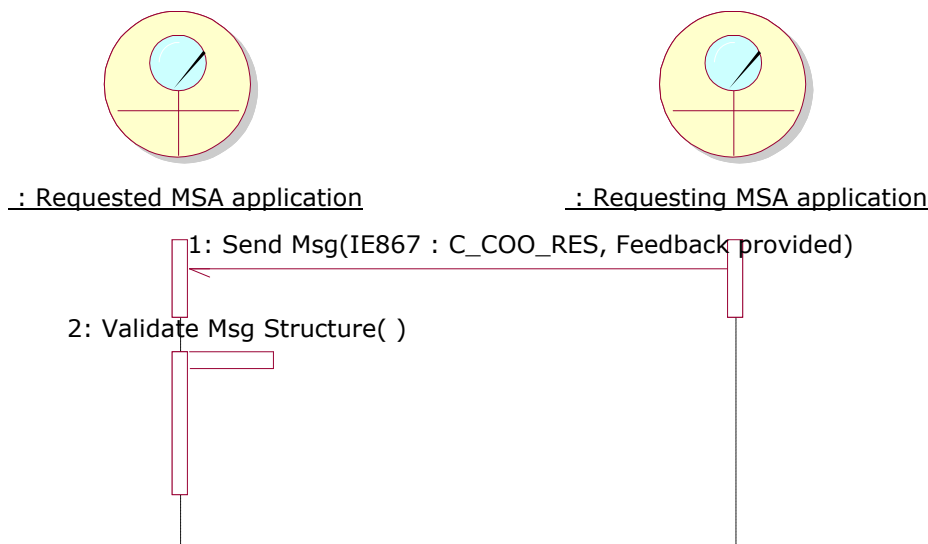 : Requested MSA application
: Requesting MSA application
1: Send Msg(IE867 : C_COO_RES, Feedback provided)
2: Validate Msg Structure( )